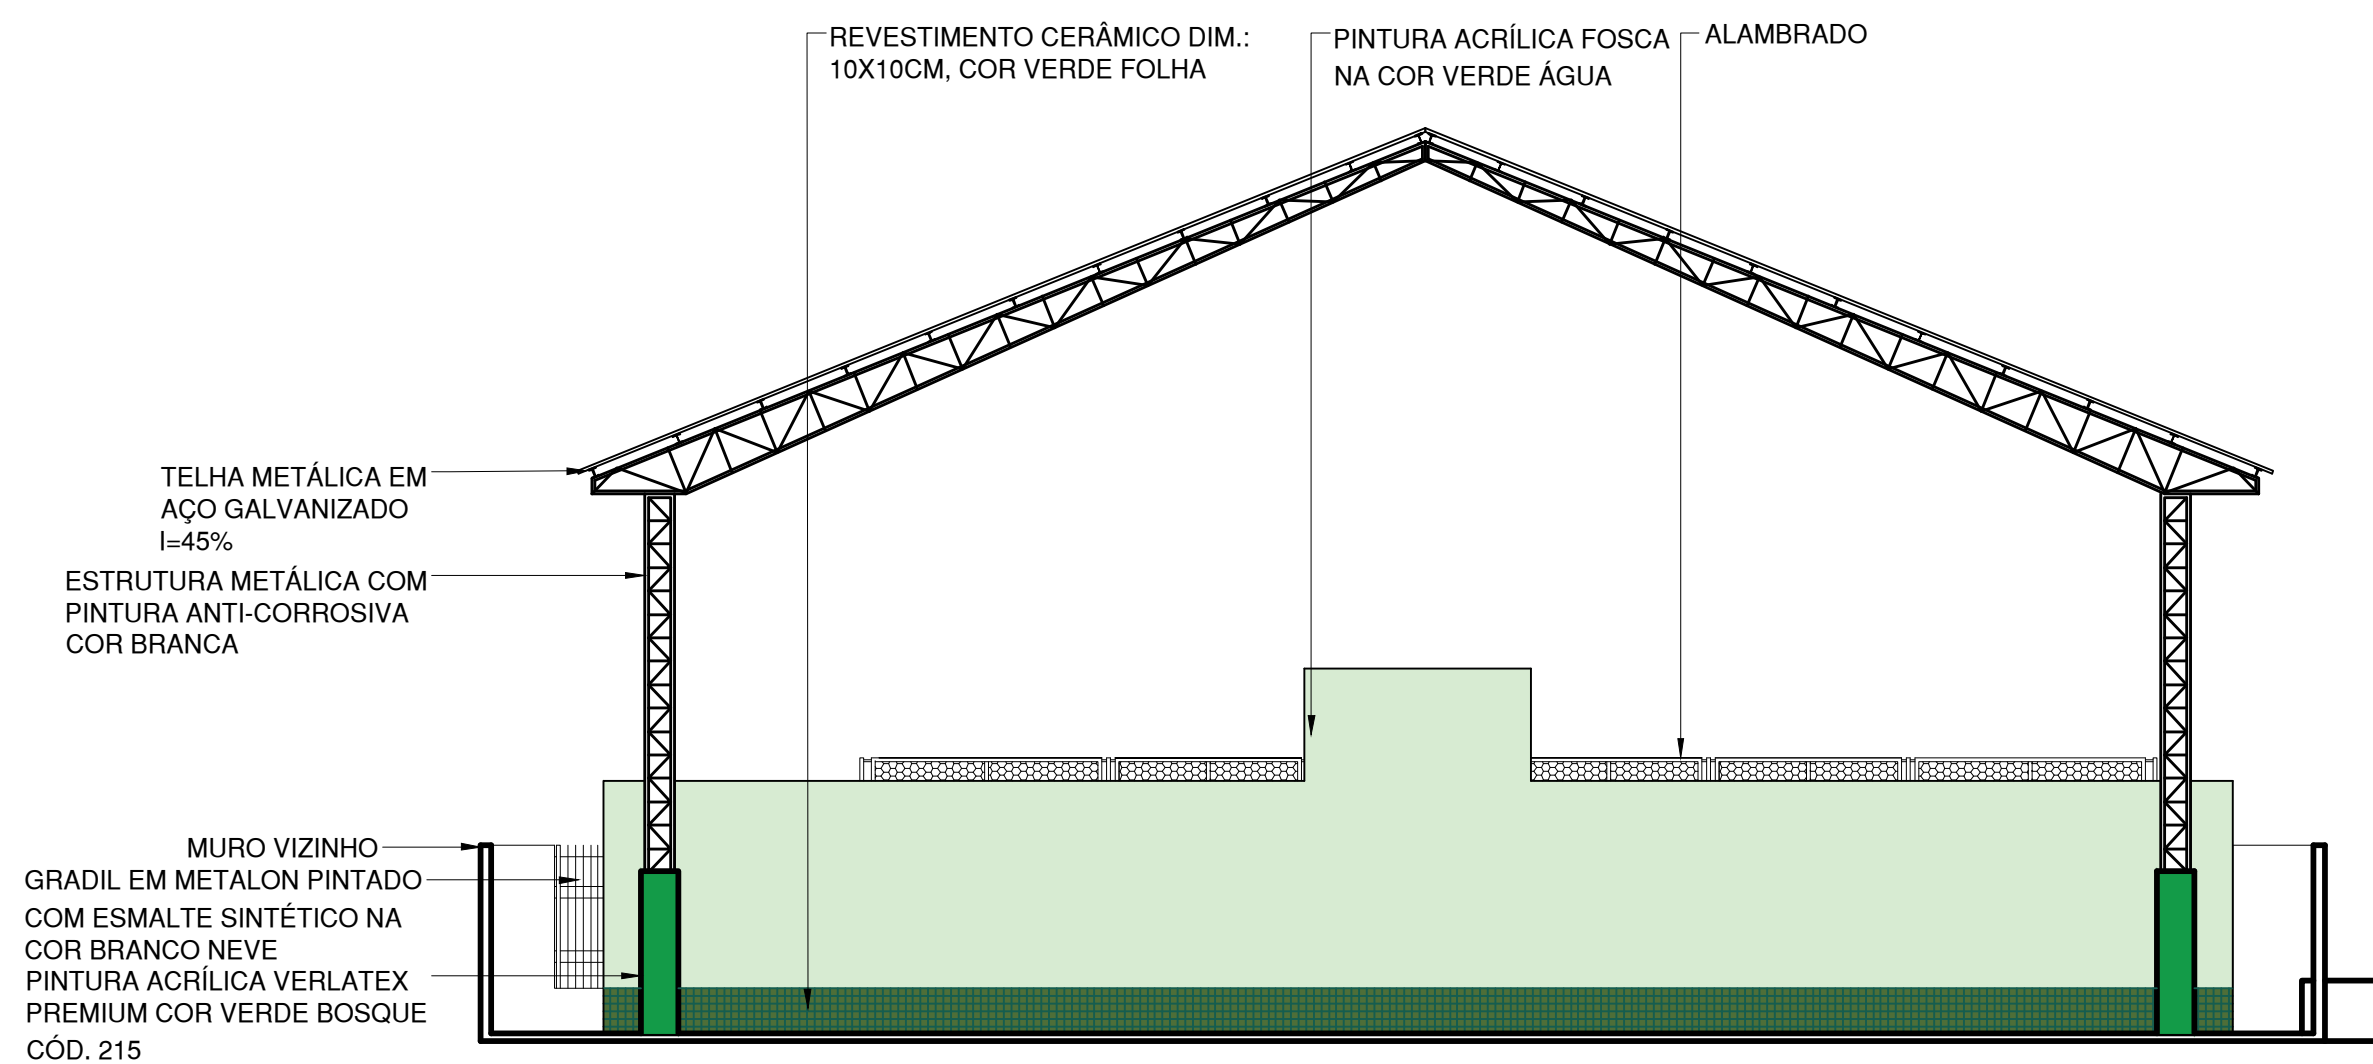 REVESTIMENTO CERÂMICO DIM.:
10X10CM, COR VERDE FOLHA
PINTURA ACRÍLICA FOSCA
NA COR VERDE ÁGUA
ALAMBRADO
TELHA METÁLICA EM
AÇO GALVANIZADO
I=45%
ESTRUTURA METÁLICA COM
PINTURA ANTI-CORROSIVA
COR BRANCA
MURO VIZINHO
GRADIL EM METALON PINTADO
COM ESMALTE SINTÉTICO NA
COR BRANCO NEVE
PINTURA ACRÍLICA VERLATEX
PREMIUM COR VERDE BOSQUE
CÓD. 215